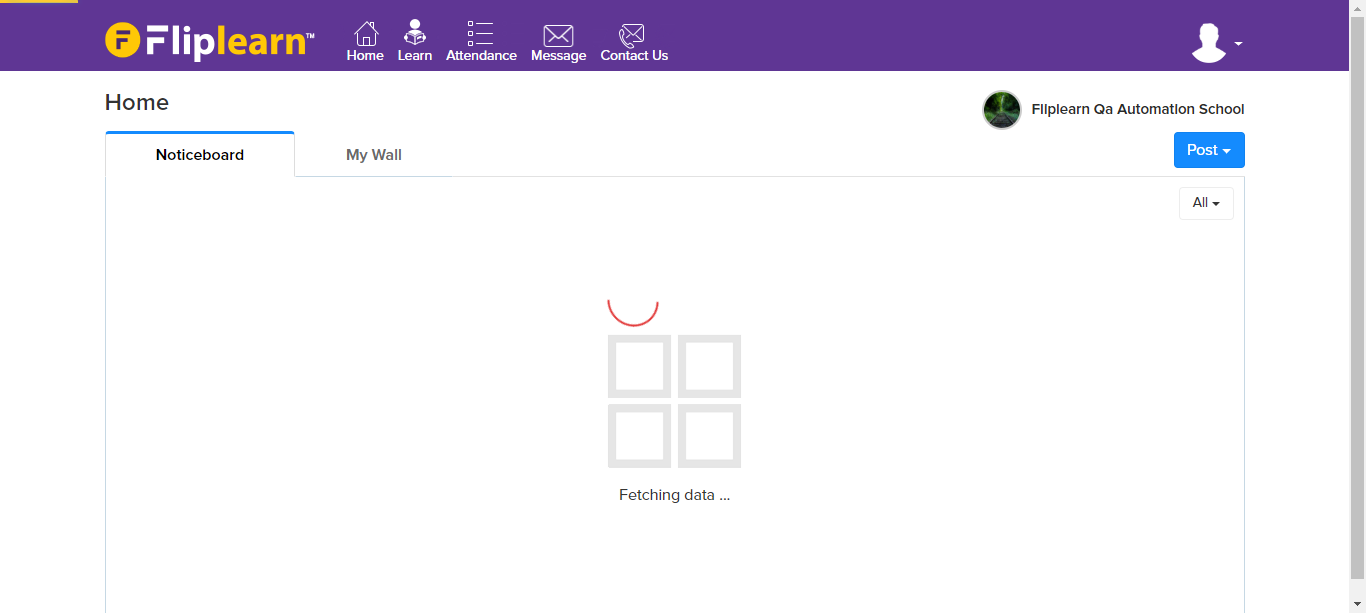 Fliplearn™
Home Learn Attendance Message Contact Us
Home
Fliplearn Qa Automation School
Noticeboard My Wall Post
All
Fetching data ...